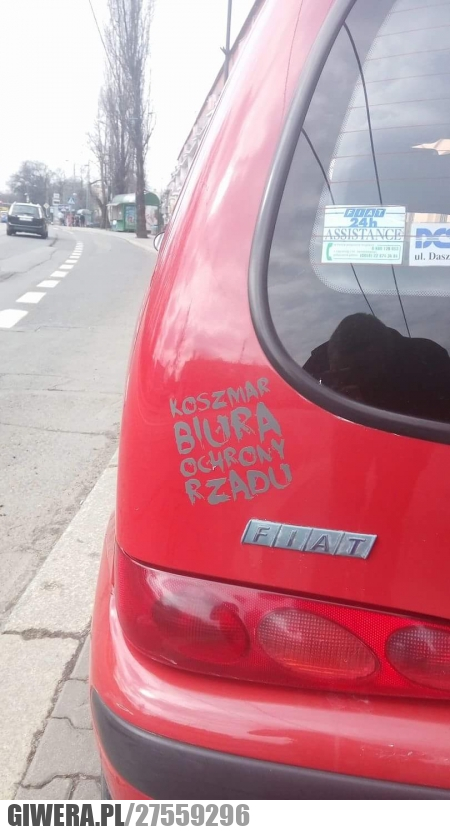 FIAT
24h
ASSISTANCE
ul. Dasz
KOSZMAR
BIURA
OCHRONY
RZĄDU
FIAT
GIWERA.PL/27559296